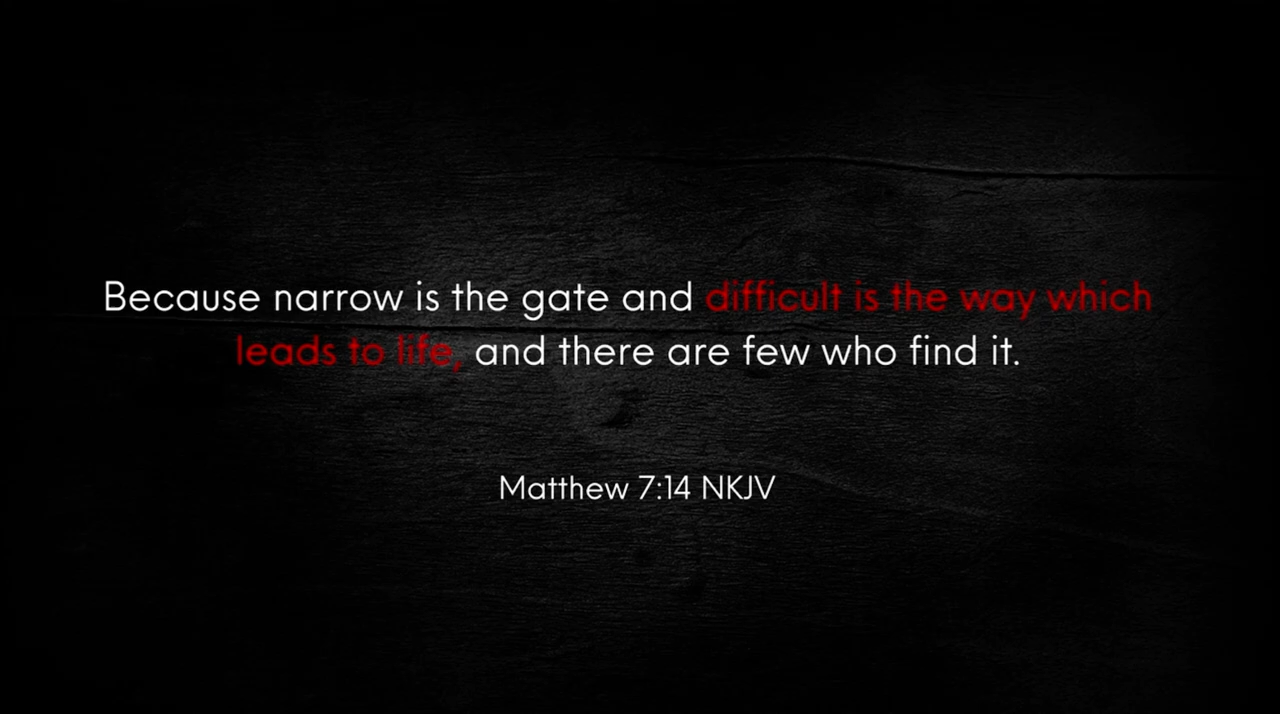 Because narrow is the gate and difficult is the way which
leads to life, and there are few who find it.
Matthew 7:14 NKJV